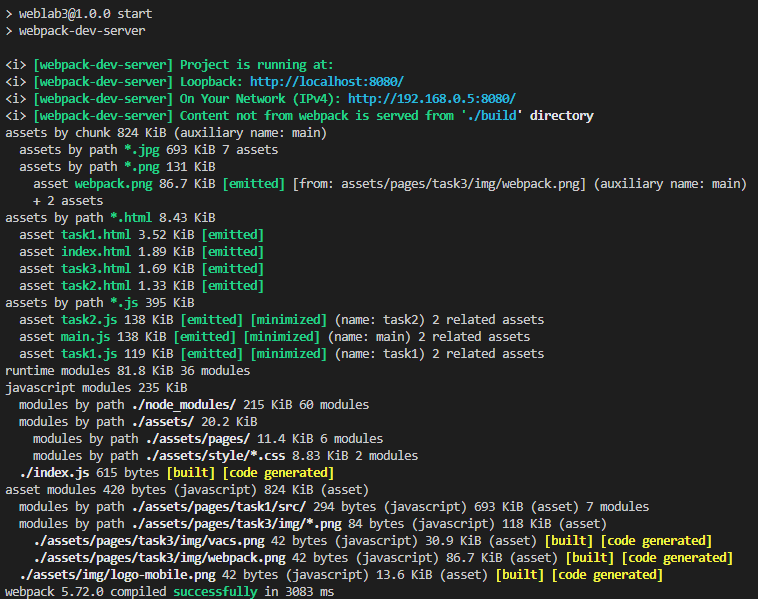 > weblab3@1.0.0 start
> webpack-dev-server
<i> [webpack-dev-server] Project is running at:
<i> [webpack-dev-server] Loopback: http://localhost:8080/
<i> [webpack-dev-server] On Your Network (IPv4): http://192.168.0.5:8080/
<i> [webpack-dev-server] Content not from webpack is served from './build' directory
assets by chunk 824 KiB (auxiliary name: main)
  assets by path *.jpg 693 KiB 7 assets
  assets by path *.png 131 KiB
    asset webpack.png 86.7 KiB [emitted] [from: assets/pages/task3/img/webpack.png] (auxiliary name: main)
    + 2 assets
assets by path *.html 8.43 KiB
  asset task1.html 3.52 KiB [emitted]
  asset index.html 1.89 KiB [emitted]
  asset task3.html 1.69 KiB [emitted]
  asset task2.html 1.33 KiB [emitted]
assets by path *.js 395 KiB
  asset task2.js 138 KiB [emitted] [minimized] (name: task2) 2 related assets
  asset main.js 138 KiB [emitted] [minimized] (name: main) 2 related assets
  asset task1.js 119 KiB [emitted] [minimized] (name: task1) 2 related assets
runtime modules 81.8 KiB 36 modules
javascript modules 235 KiB
  modules by path ./node_modules/ 215 KiB 60 modules
  modules by path ./assets/ 20.2 KiB
    modules by path ./assets/pages/ 11.4 KiB 6 modules
    modules by path ./assets/style/*.css 8.83 KiB 2 modules
  ./index.js 615 bytes [built] [code generated]
asset modules 420 bytes (javascript) 824 KiB (asset)
  modules by path ./assets/pages/task1/src/ 294 bytes (javascript) 693 KiB (asset) 7 modules
  modules by path ./assets/pages/task3/img/*.png 84 bytes (javascript) 118 KiB (asset)
    ./assets/pages/task3/img/vacs.png 42 bytes (javascript) 30.9 KiB (asset) [built] [code generated]
    ./assets/pages/task3/img/webpack.png 42 bytes (javascript) 86.7 KiB (asset) [built] [code generated]
  ./assets/img/logo-mobile.png 42 bytes (javascript) 13.6 KiB (asset) [built] [code generated]
webpack 5.72.0 compiled successfully in 3083 ms